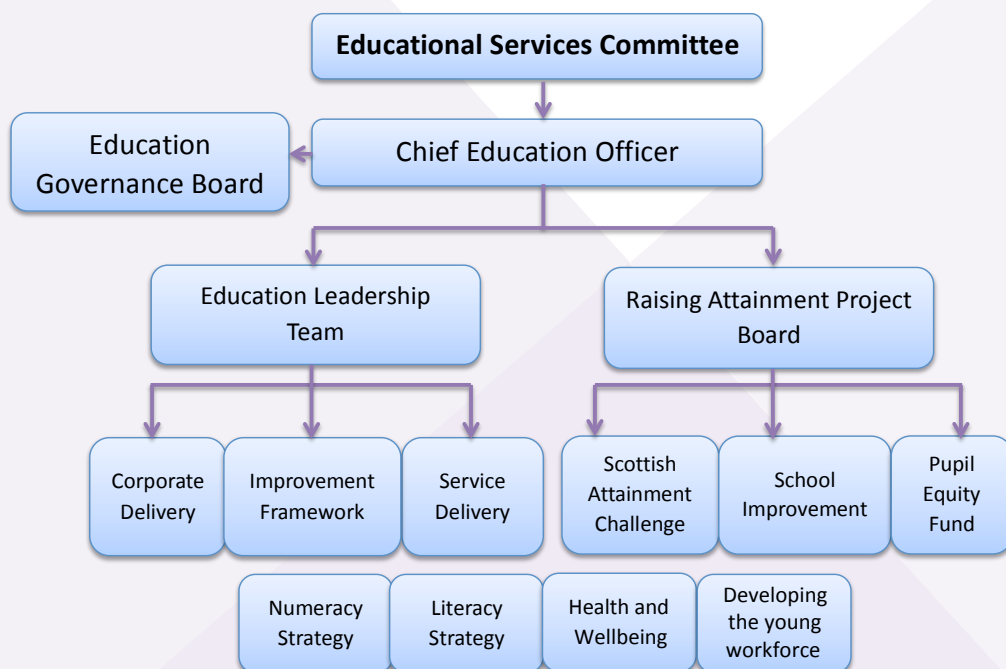 Educational Services Committee
Education
Governance Board
Chief Education Officer
Education Leadership
Team
Raising Attainment Project
Board
Corporate
Delivery
Improvement
Framework
Service
Delivery
Scottish
Attainment
Challenge
School
Improvement
Pupil
Equity
Fund
Numeracy
Strategy
Literacy
Strategy
Health and
Wellbeing
Developing
the young
workforce